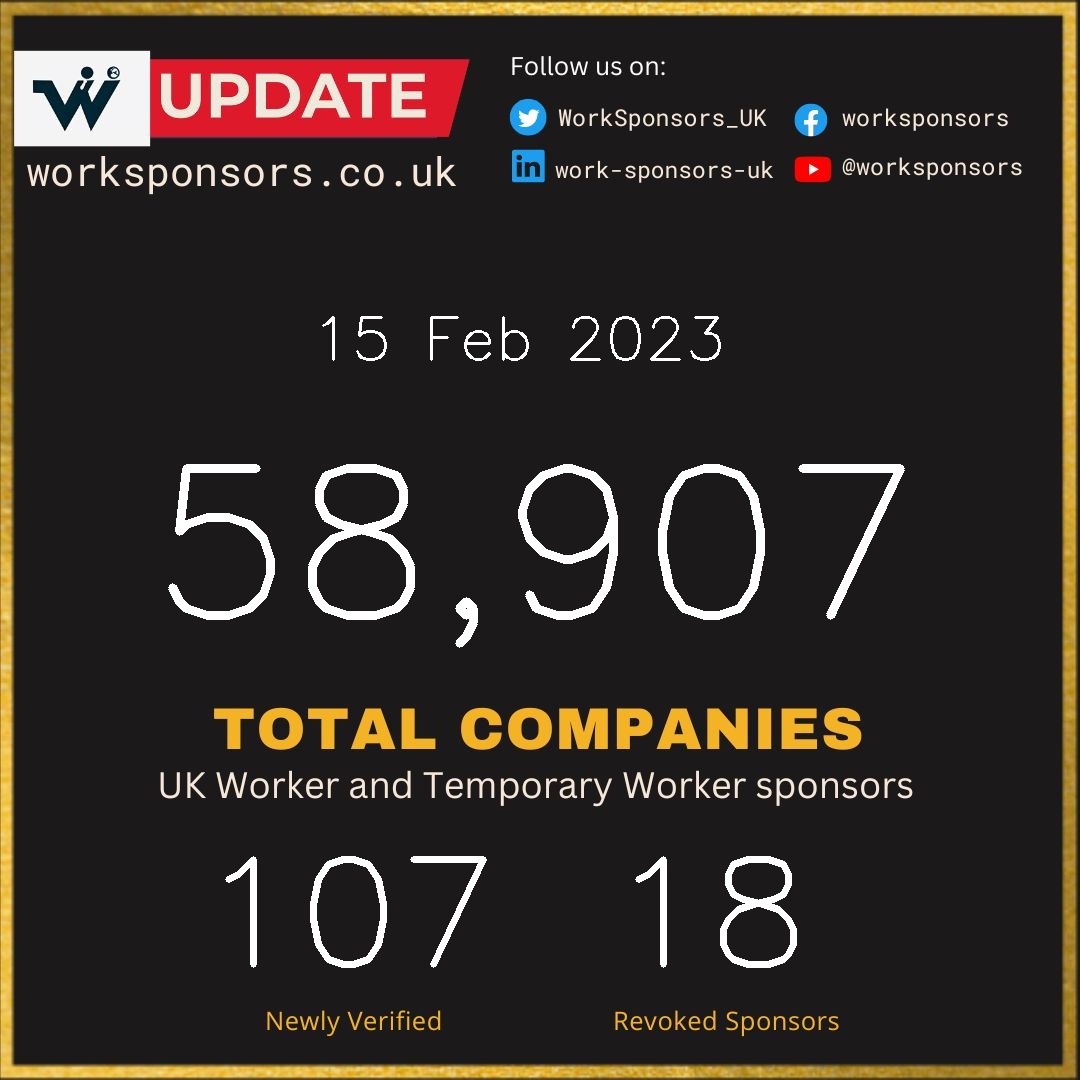 UPDATE
worksponsors.co.uk
Follow us on:
WorkSponsors_UK
worksponsors
work-sponsors-uk
@worksponsors
15 Feb 2023
58,907
TOTAL COMPANIES
UK Worker and Temporary Worker sponsors
107 18
Newly Verified Revoked Sponsors